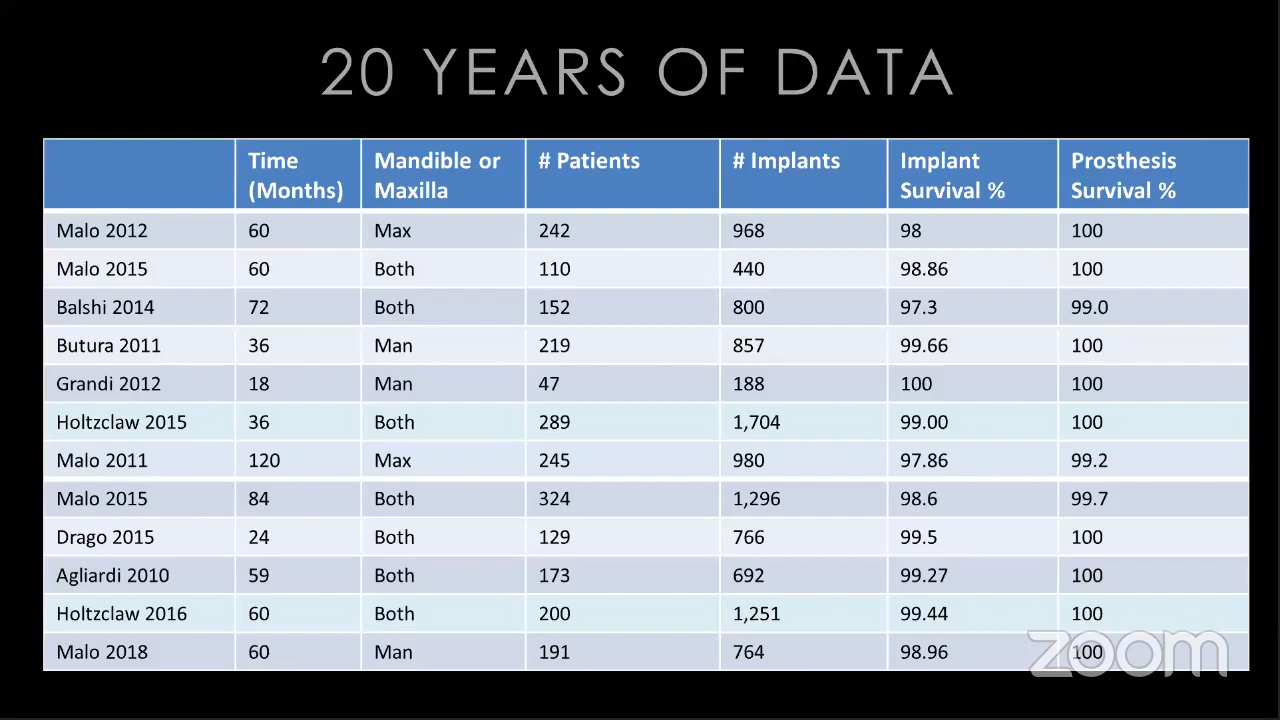 20 YEARS OF DATA
Time (Months) Mandible or Maxilla # Patients # Implants Implant Survival % Prosthesis Survival %
Malo 2012 60 Max 242 968 98 100
Malo 2015 60 Both 110 440 98.86 100
Balshi 2014 72 Both 152 800 97.3 99.0
Butura 2011 36 Man 219 857 99.66 100
Grandi 2012 18 Man 47 188 100 100
Holtzclaw 2015 36 Both 289 1,704 99.00 100
Malo 2011 120 Max 245 980 97.86 99.2
Malo 2015 84 Both 324 1,296 98.6 99.7
Drago 2015 24 Both 129 766 99.5 100
Agliardi 2010 59 Both 173 692 99.27 100
Holtzclaw 2016 60 Both 200 1,251 99.44 100
Malo 2018 60 Man 191 764 98.96 100
zoom